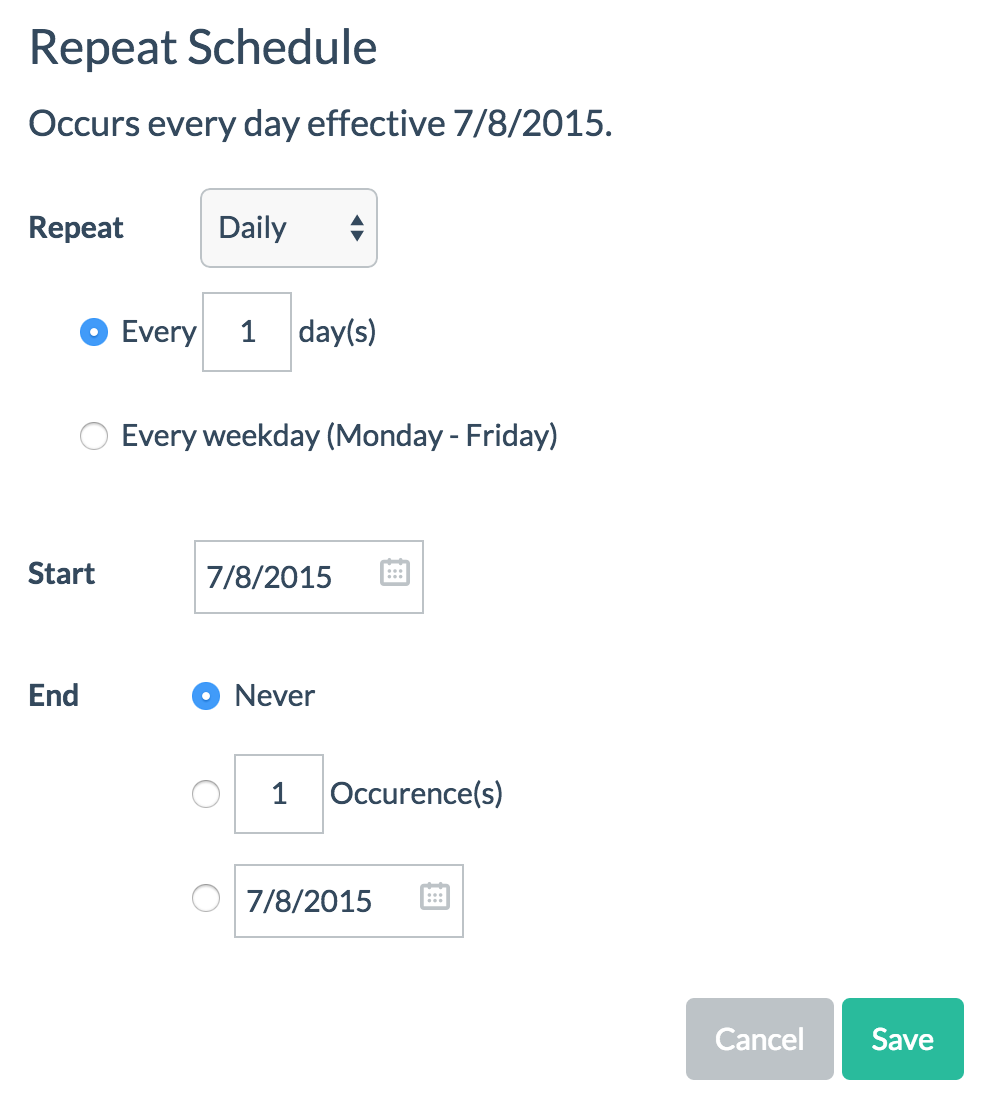 Repeat Schedule
Occurs every day effective 7/8/2015.
Repeat Daily
Every 1 day(s)
Every weekday (Monday - Friday)
Start 7/8/2015
End Never
1 Occurence(s)
7/8/2015
Cancel Save